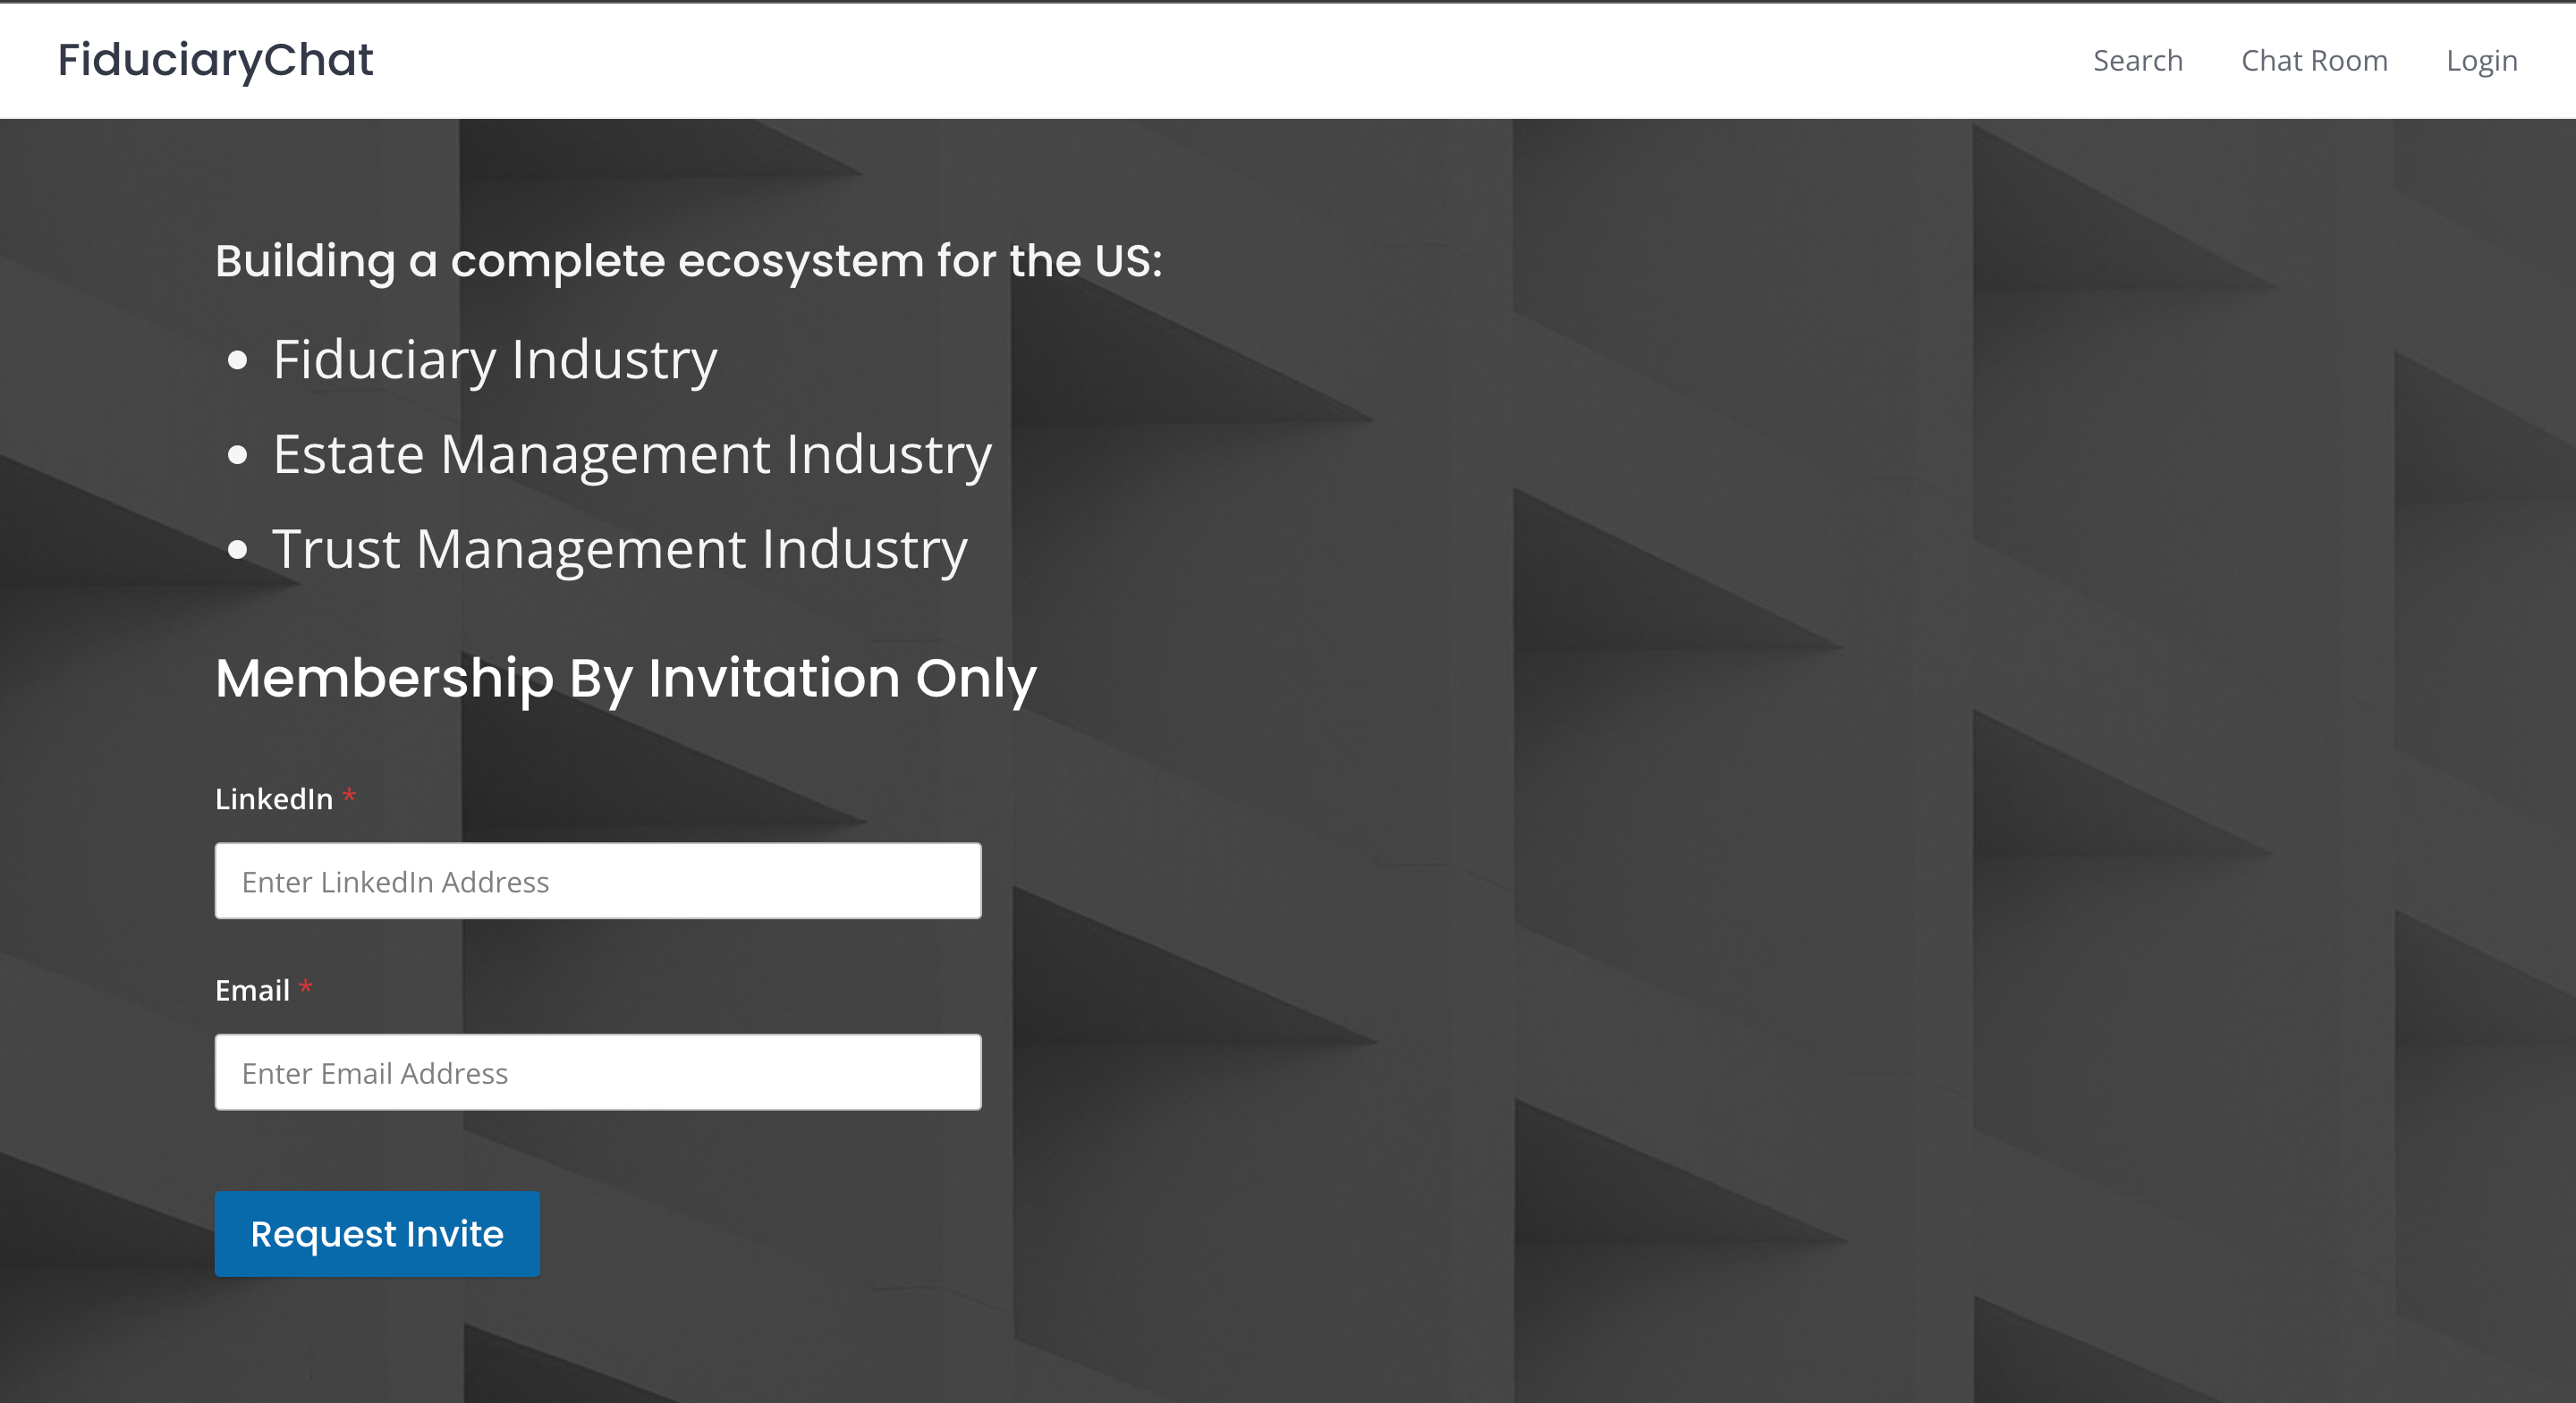 FiduciaryChat
Search
Chat Room
Login
Building a complete ecosystem for the US:
Fiduciary Industry
Estate Management Industry
Trust Management Industry
Membership By Invitation Only
LinkedIn *
Enter LinkedIn Address
Email *
Enter Email Address
Request Invite